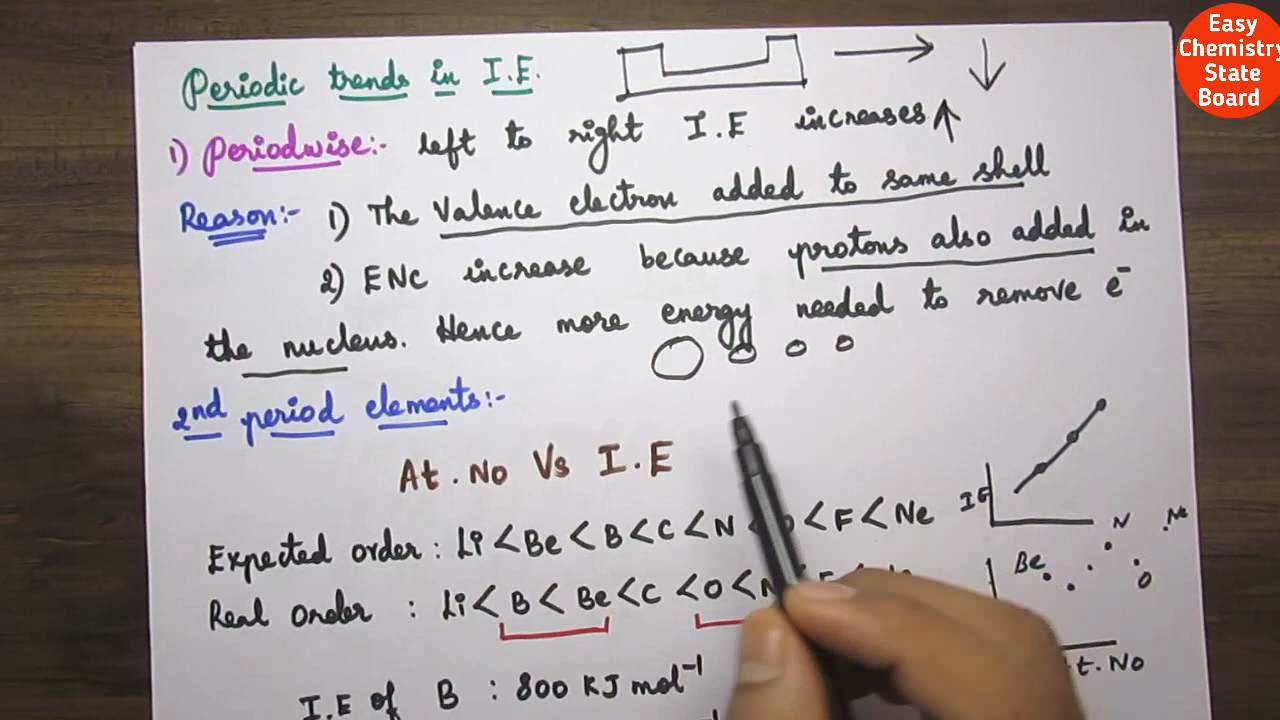 Easy
Chemistry
State
Board
Periodic trends in I.E.
1) Periodwise:- left to right I.E increases ↑
Reason:- 1) The Valence electron added to same shell
2) ENC increase because protons also added in
the nucleus. Hence more energy needed to remove e⁻
2nd period elements:-
At. No Vs I.E
Expected order : Li < Be < B < C < N < < F < Ne
Real Order : Li < B < Be < C < O < N <
I.E of B : 800 KJ mol⁻¹
IE
N
Ne
Be
O
At. No